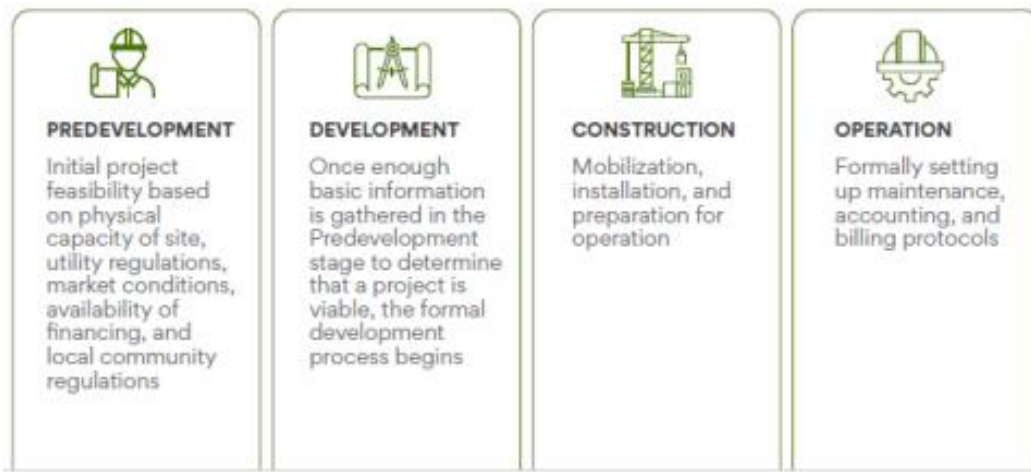 PREDEVELOPMENT
Initial project
feasibility based
on physical
capacity of site,
utility regulations,
market conditions,
availability of
financing, and
local community
regulations
DEVELOPMENT
Once enough
basic information
is gathered in the
Predevelopment
stage to determine
that a project is
viable, the formal
development
process begins
CONSTRUCTION
Mobilization,
installation, and
preparation for
operation
OPERATION
Formally setting
up maintenance,
accounting, and
billing protocols